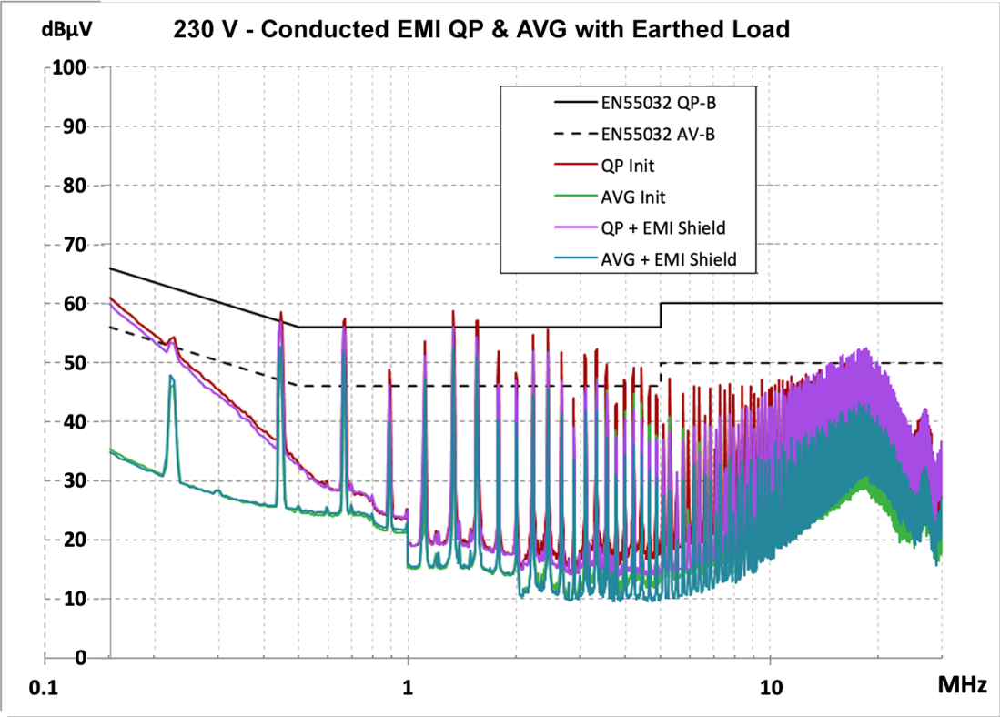 dBµV
230 V - Conducted EMI QP & AVG with Earthed Load
100
90
80
70
60
50
40
30
20
10
0
EN55032 QP-B
EN55032 AV-B
QP Init
AVG Init
QP + EMI Shield
AVG + EMI Shield
0.1
1
10
MHz